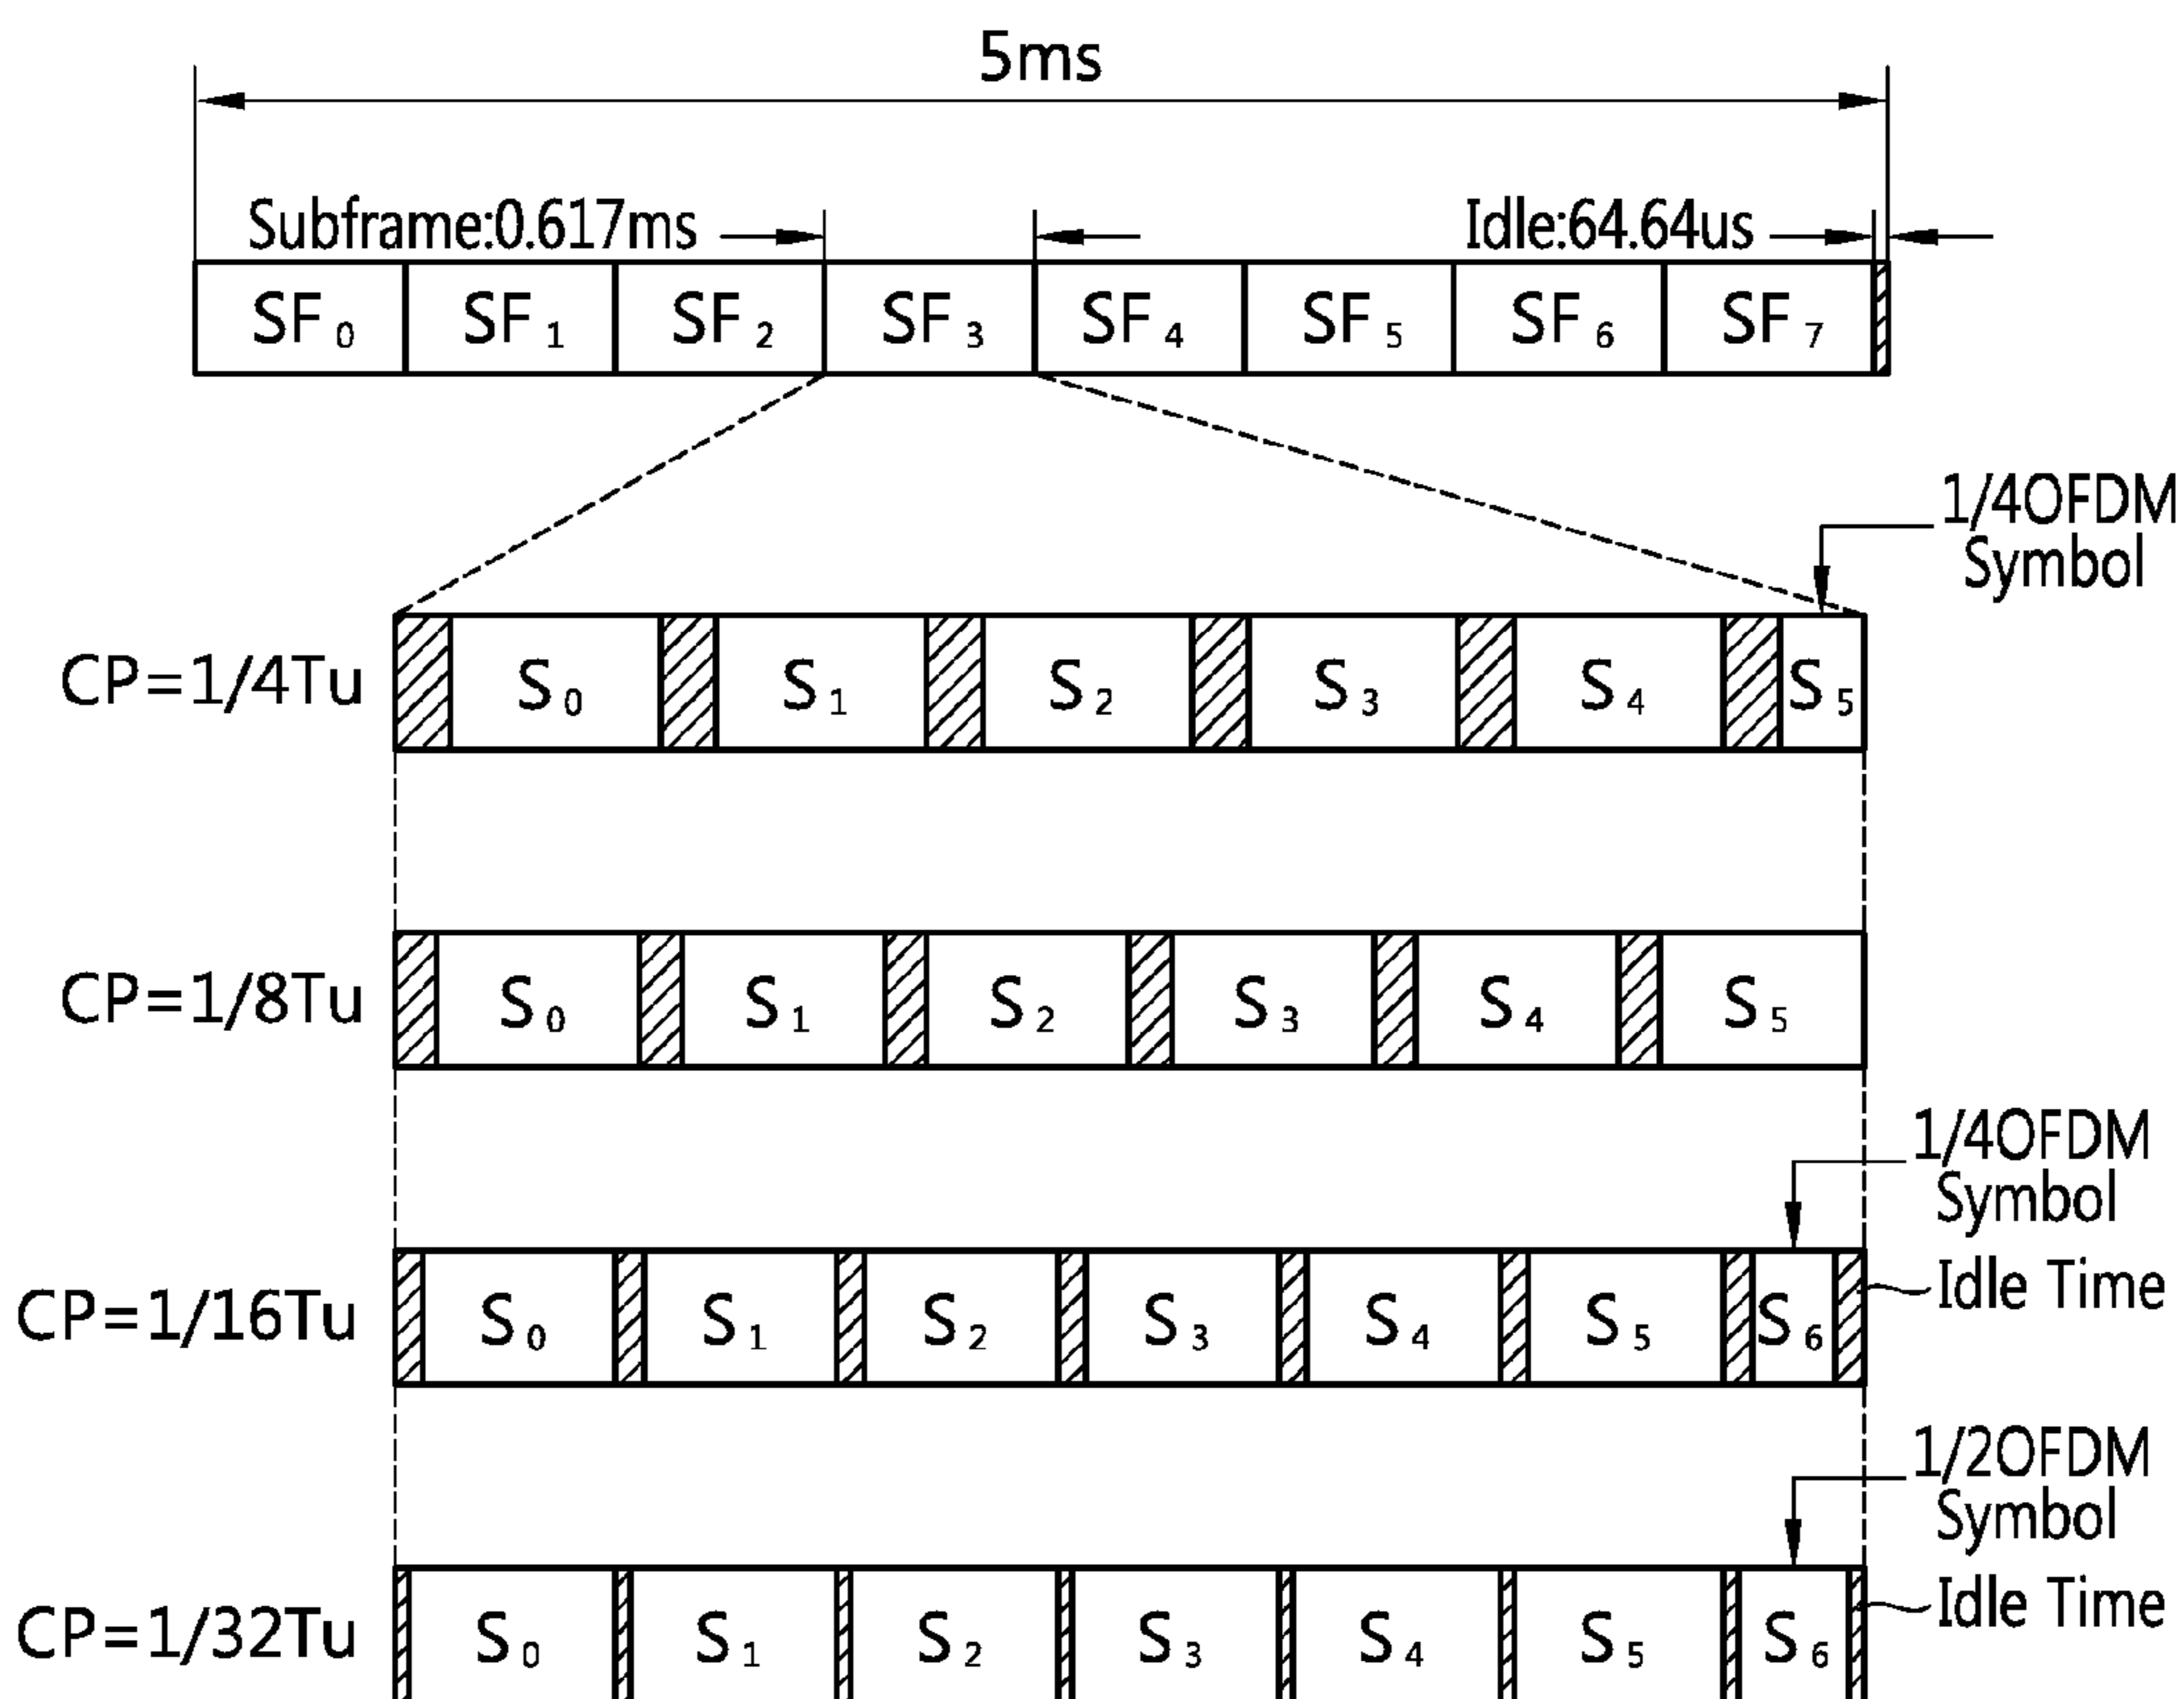 5ms
Subframe:0.617ms
Idle:64.64us
SF0 SF1 SF2 SF3 SF4 SF5 SF6 SF7
1/4OFDM
Symbol
CP=1/4Tu S0 S1 S2 S3 S4 S5
CP=1/8Tu S0 S1 S2 S3 S4 S5
1/4OFDM
Symbol
CP=1/16Tu S0 S1 S2 S3 S4 S5 S6 Idle Time
1/2OFDM
Symbol
CP=1/32Tu S0 S1 S2 S3 S4 S5 S6 Idle Time